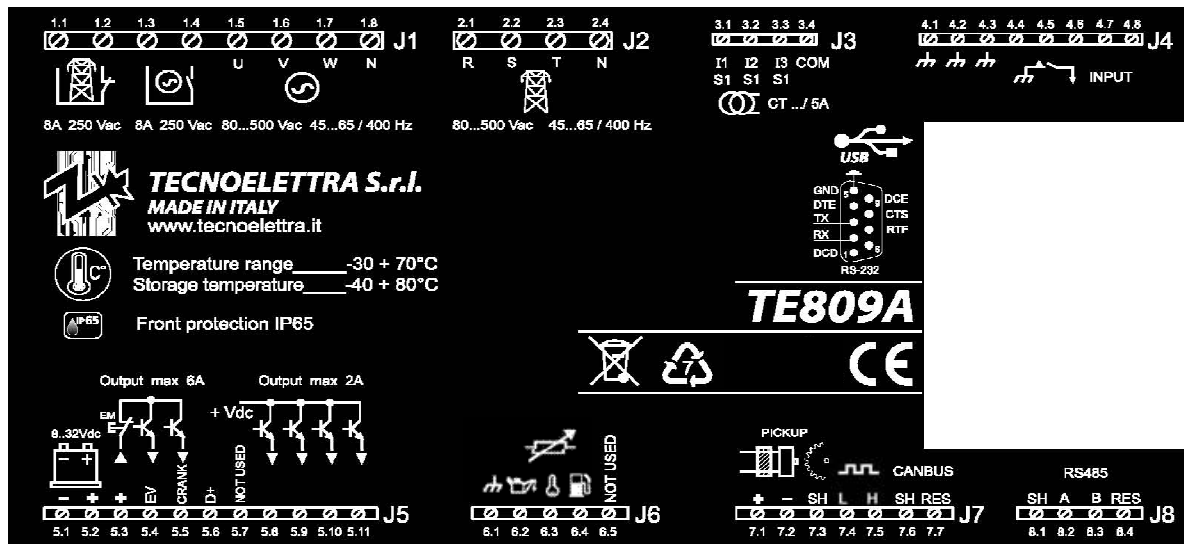 1.1 1.2 1.3 1.4 1.5 1.6 1.7 1.8 J1
U V W N
8A 250 Vac 8A 250 Vac 80...500 Vac 45...65 / 400 Hz
2.1 2.2 2.3 2.4 J2
R S T N
80...500 Vac 45...65 / 400 Hz
3.1 3.2 3.3 3.4 J3
I1 I2 I3 COM
S1 S1 S1
CT .../ 5A
4.1 4.2 4.3 4.4 4.5 4.6 4.7 4.8 J4
INPUT
USB
GND 5 9 DCE
DTE CTS
TX RTF
RX
DCD 1 6
RS-232
TECNOELETTRA S.r.l.
MADE IN ITALY
www.tecnoelettra.it
C°
Temperature range_____-30 + 70°C
Storage temperature____-40 + 80°C
IP65
Front protection IP65
TE809A
7
CE
Output max 6A Output max 2A
EM
+ Vdc
8..32Vdc
- +
- + + EV CRANK D+ NOT USED
5.1 5.2 5.3 5.4 5.5 5.6 5.7 5.8 5.9 5.10 5.11 J5
NOT USED
6.1 6.2 6.3 6.4 6.5 J6
PICKUP
CANBUS
+ - SH L H SH RES
7.1 7.2 7.3 7.4 7.5 7.6 7.7 J7
RS485
SH A B RES
8.1 8.2 8.3 8.4 J8